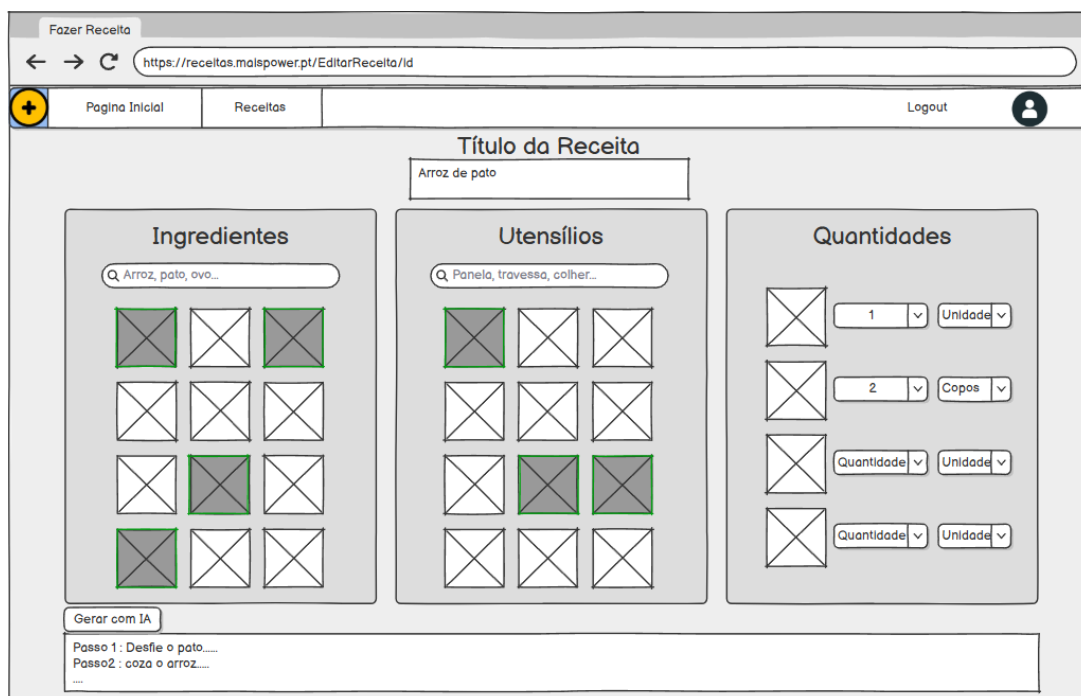 Fazer Receita
https://receitas.maispower.pt/EditarReceita/id
Pagina Inicial
Receitas
Logout
Título da Receita
Arroz de pato
Ingredientes
Arroz, pato, ovo...
Utensílios
Panela, travessa, colher...
Quantidades
1
Unidade
2
Copos
Quantidade
Unidade
Quantidade
Unidade
Gerar com IA
Passo 1 : Desfie o pato......
Passo2 : coza o arroz.....
....